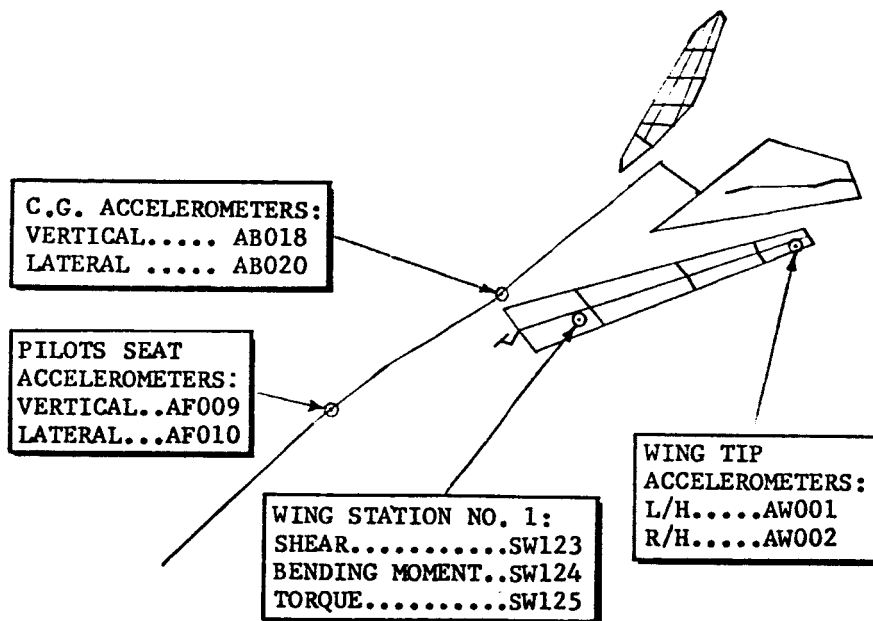 C.G. ACCELEROMETERS:
VERTICAL..... AB018
LATERAL ..... AB020
PILOTS SEAT
ACCELEROMETERS:
VERTICAL..AF009
LATERAL...AF010
WING STATION NO. 1:
SHEAR...........SW123
BENDING MOMENT..SW124
TORQUE..........SW125
WING TIP
ACCELEROMETERS:
L/H.....AW001
R/H.....AW002